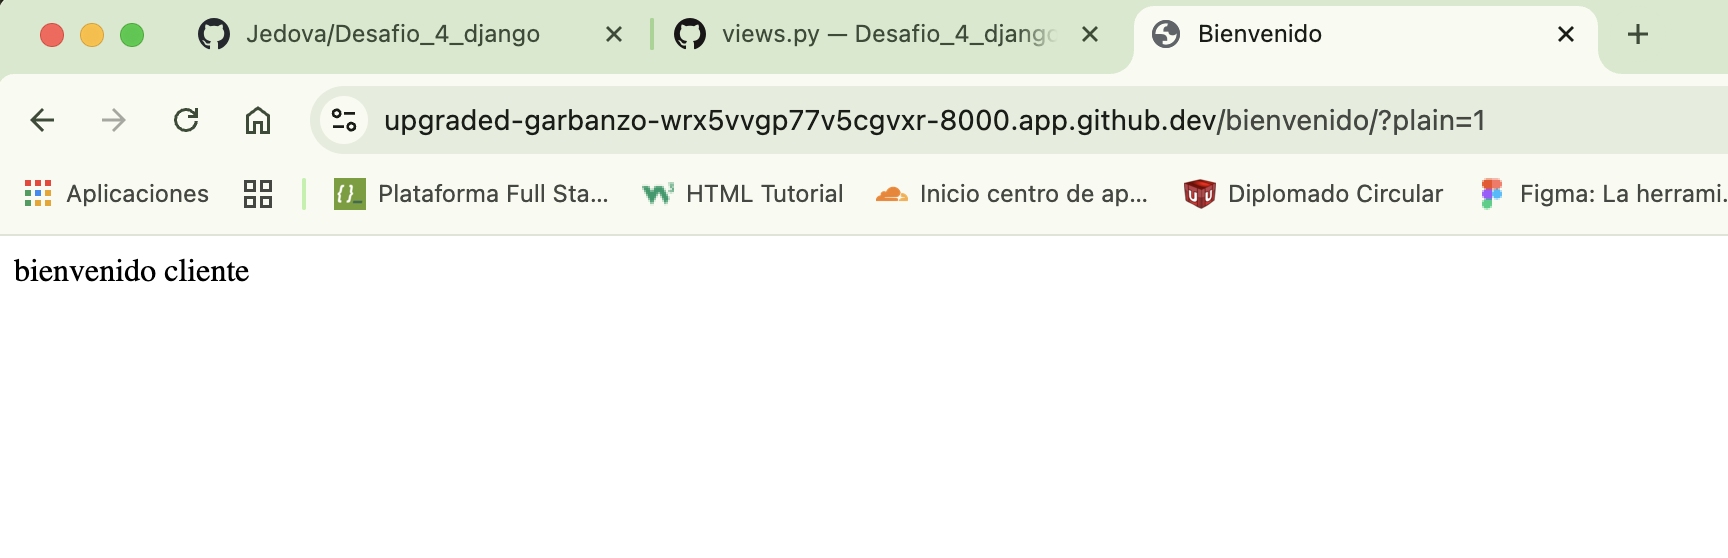 Jedova/Desafio_4_django
views.py — Desafio_4_django
Bienvenido
upgraded-garbanzo-wrx5vvgp77v5cgvxr-8000.app.github.dev/bienvenido/?plain=1
Aplicaciones
Plataforma Full Sta...
HTML Tutorial
Inicio centro de ap...
Diplomado Circular
Figma: La herrami...
bienvenido cliente